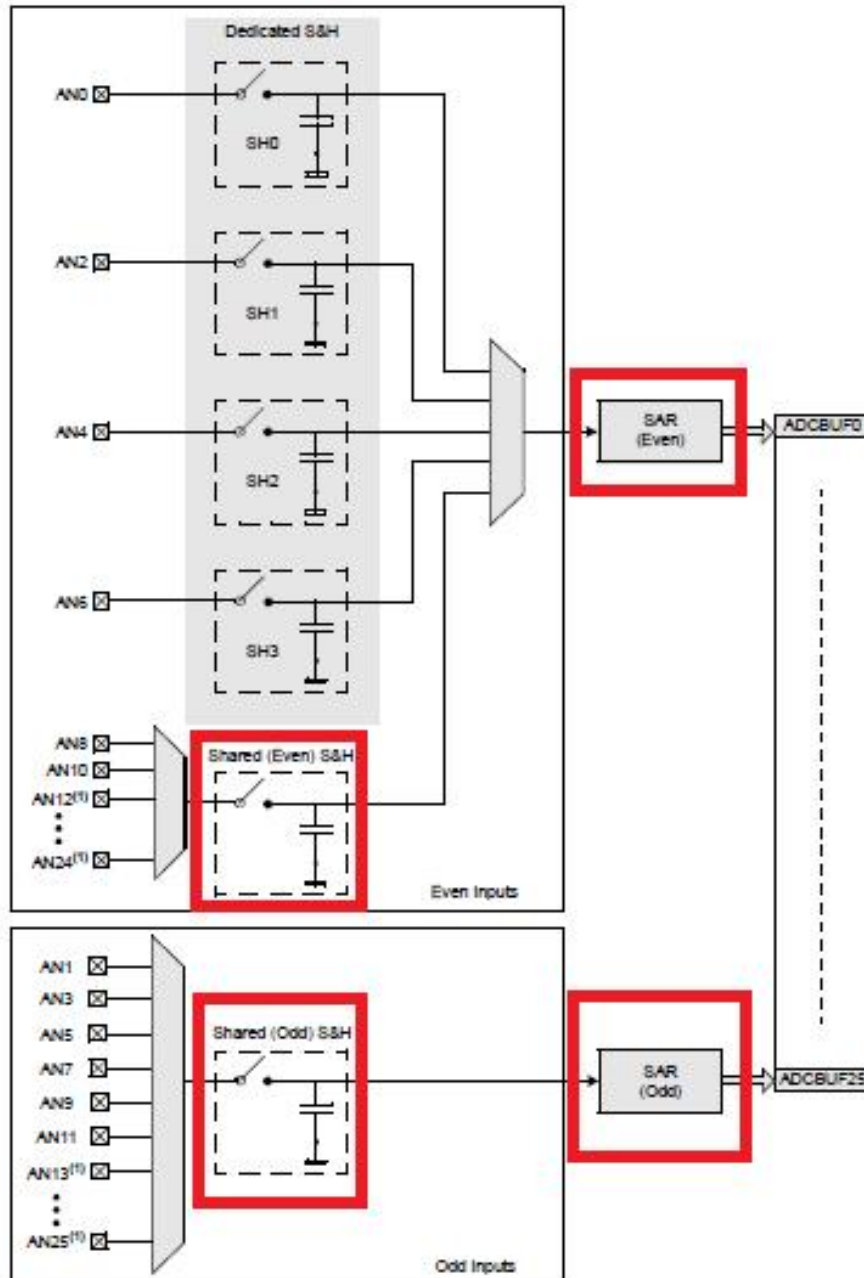 Dedicated S&H
AN0
SH0
AN2
SH1
AN4
SH2
AN6
SH3
SAR
(Even)
ADCBUF0
AN8
AN10
AN12(1)
AN24(1)
Shared (Even) S&H
Even Inputs
AN1
AN3
AN5
AN7
AN9
AN11
AN13(1)
AN25(1)
Shared (Odd) S&H
SAR
(Odd)
ADCBUF25
Odd Inputs